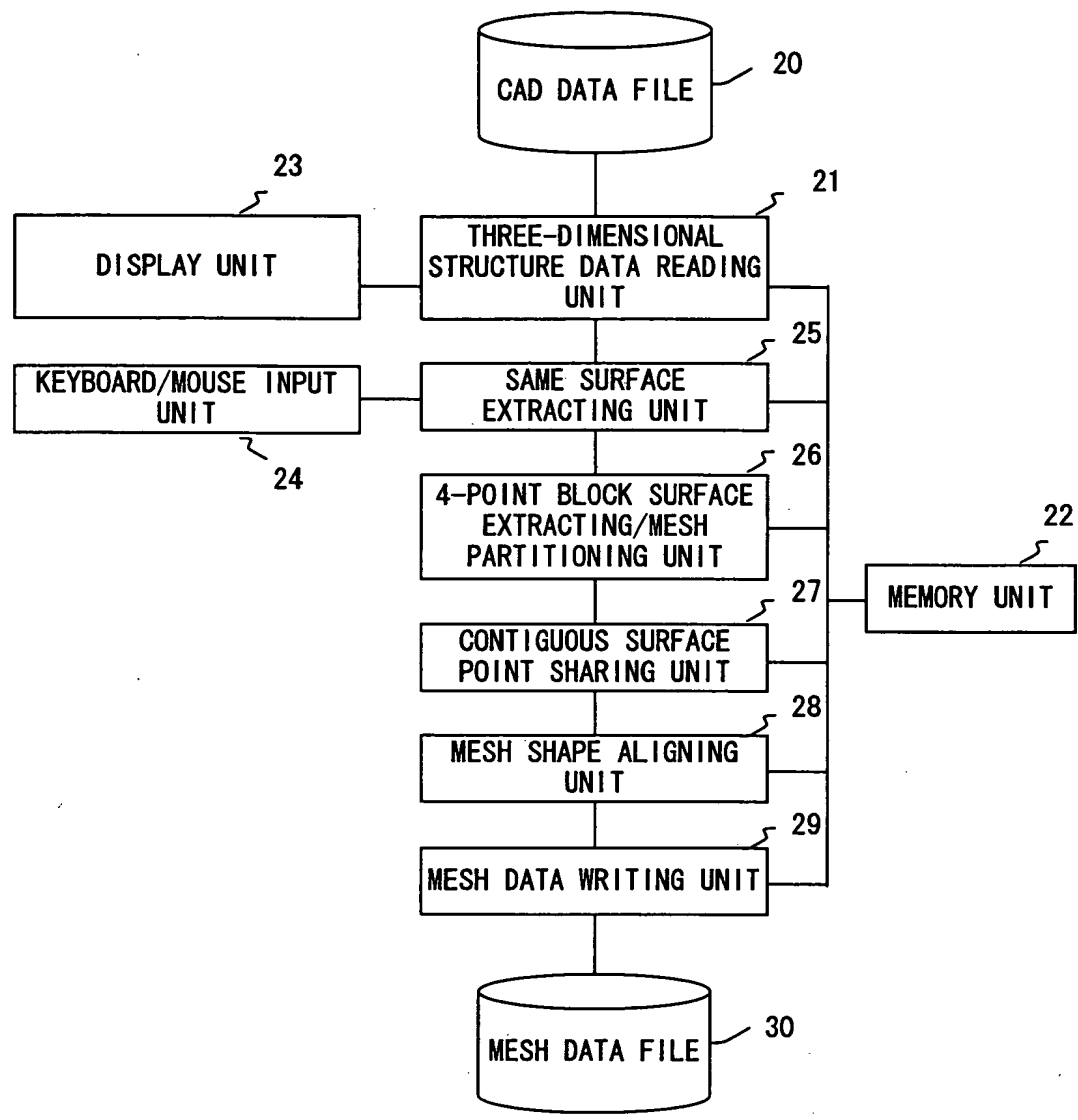 CAD DATA FILE
20
23
21
DISPLAY UNIT
THREE-DIMENSIONAL
STRUCTURE DATA READING
UNIT
25
KEYBOARD/MOUSE INPUT
UNIT
SAME SURFACE
EXTRACTING UNIT
24
26
4-POINT BLOCK SURFACE
EXTRACTING/MESH
PARTITIONING UNIT
22
MEMORY UNIT
27
CONTIGUOUS SURFACE
POINT SHARING UNIT
28
MESH SHAPE ALIGNING
UNIT
29
MESH DATA WRITING UNIT
30
MESH DATA FILE